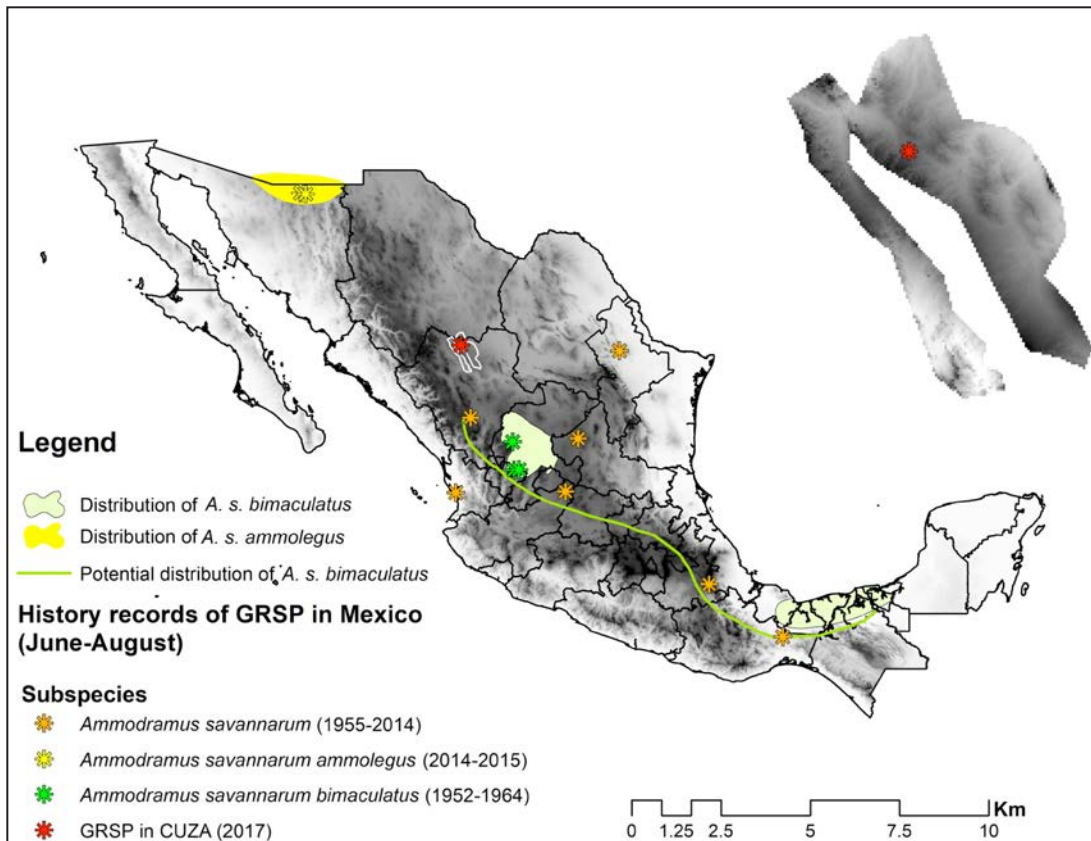 Legend
Distribution of A. s. bimaculatus
Distribution of A. s. ammolegus
Potential distribution of A. s. bimaculatus
History records of GRSP in Mexico
(June-August)
Subspecies
Ammodramus savannarum (1955-2014)
Ammodramus savannarum ammolegus (2014-2015)
Ammodramus savannarum bimaculatus (1952-1964)
GRSP in CUZA (2017)
Km
0 1.25 2.5 5 7.5 10